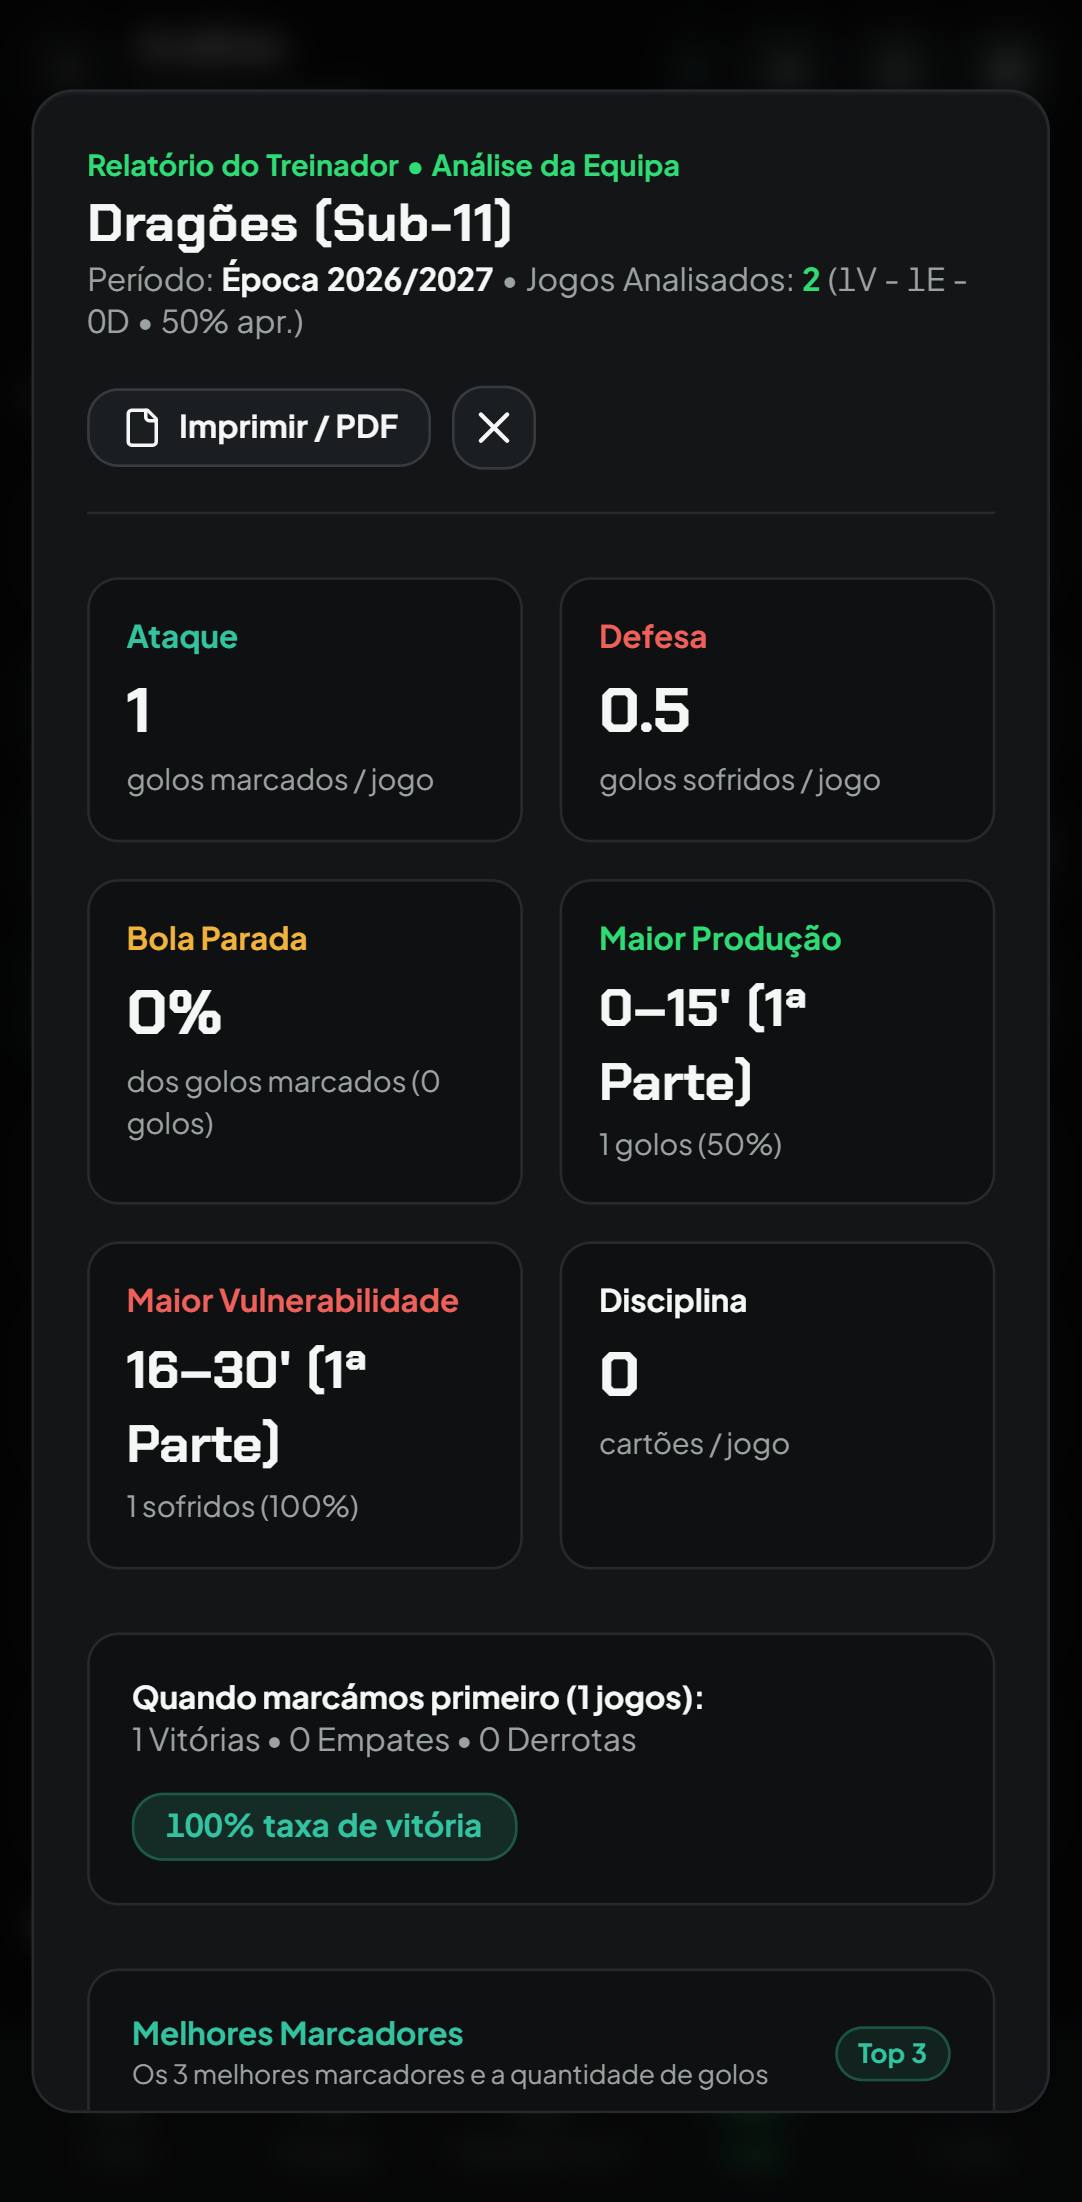 Relatório do Treinador • Análise da Equipa
Dragões (Sub-11)
Período: Época 2026/2027 • Jogos Analisados: 2 (1V - 1E -
0D • 50% apr.)
Imprimir / PDF
Ataque
1
golos marcados / jogo
Defesa
0.5
golos sofridos / jogo
Bola Parada
0%
dos golos marcados (0
golos)
Maior Produção
0–15' (1ª
Parte)
1 golos (50%)
Maior Vulnerabilidade
16–30' (1ª
Parte)
1 sofridos (100%)
Disciplina
0
cartões / jogo
Quando marcámos primeiro (1 jogos):
1 Vitórias • 0 Empates • 0 Derrotas
100% taxa de vitória
Melhores Marcadores
Os 3 melhores marcadores e a quantidade de golos
Top 3